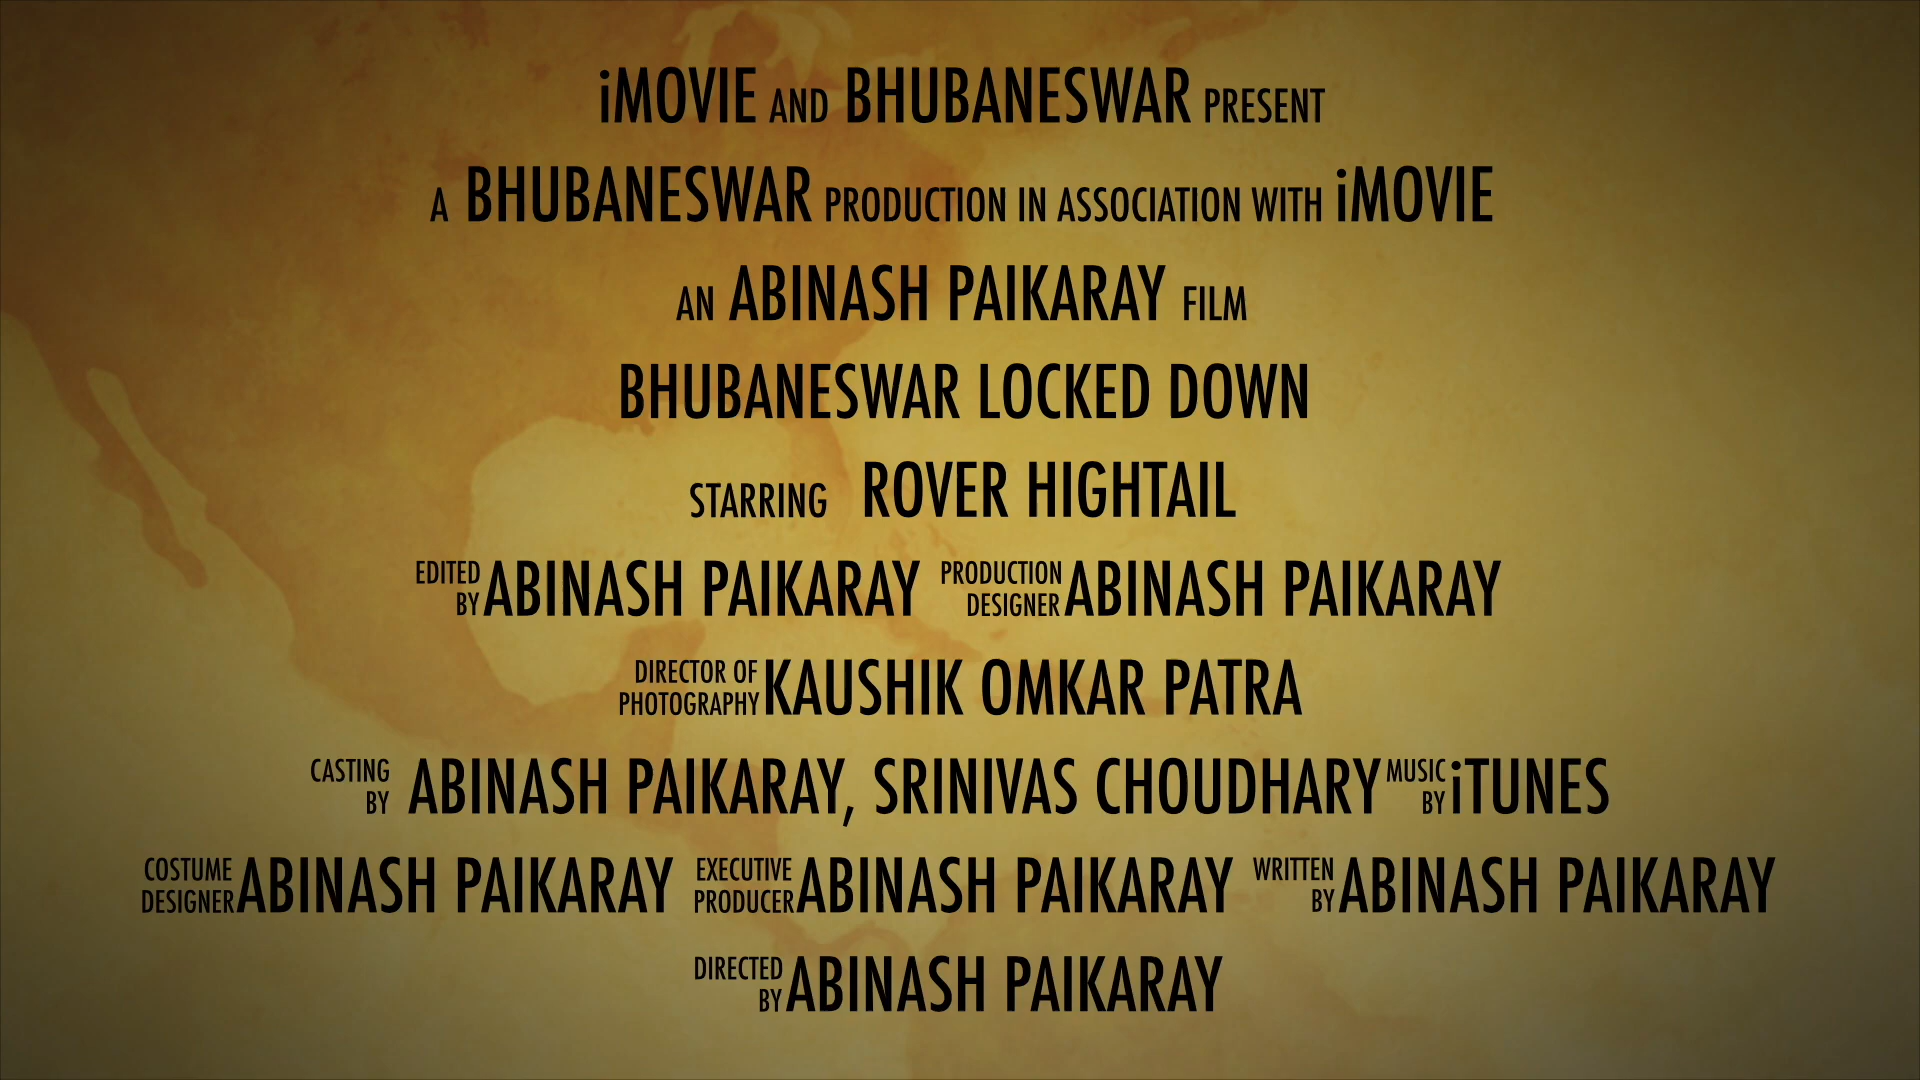 iMOVIE AND BHUBANESWAR PRESENT
A BHUBANESWAR PRODUCTION IN ASSOCIATION WITH iMOVIE
AN ABINASH PAIKARAY FILM
BHUBANESWAR LOCKED DOWN
STARRING ROVER HIGHTAIL
EDITED BY ABINASH PAIKARAY PRODUCTION DESIGNER ABINASH PAIKARAY
DIRECTOR OF PHOTOGRAPHY KAUSHIK OMKAR PATRA
CASTING BY ABINASH PAIKARAY, SRINIVAS CHOUDHARY MUSIC BY iTUNES
COSTUME DESIGNER ABINASH PAIKARAY EXECUTIVE PRODUCER ABINASH PAIKARAY WRITTEN BY ABINASH PAIKARAY
DIRECTED BY ABINASH PAIKARAY